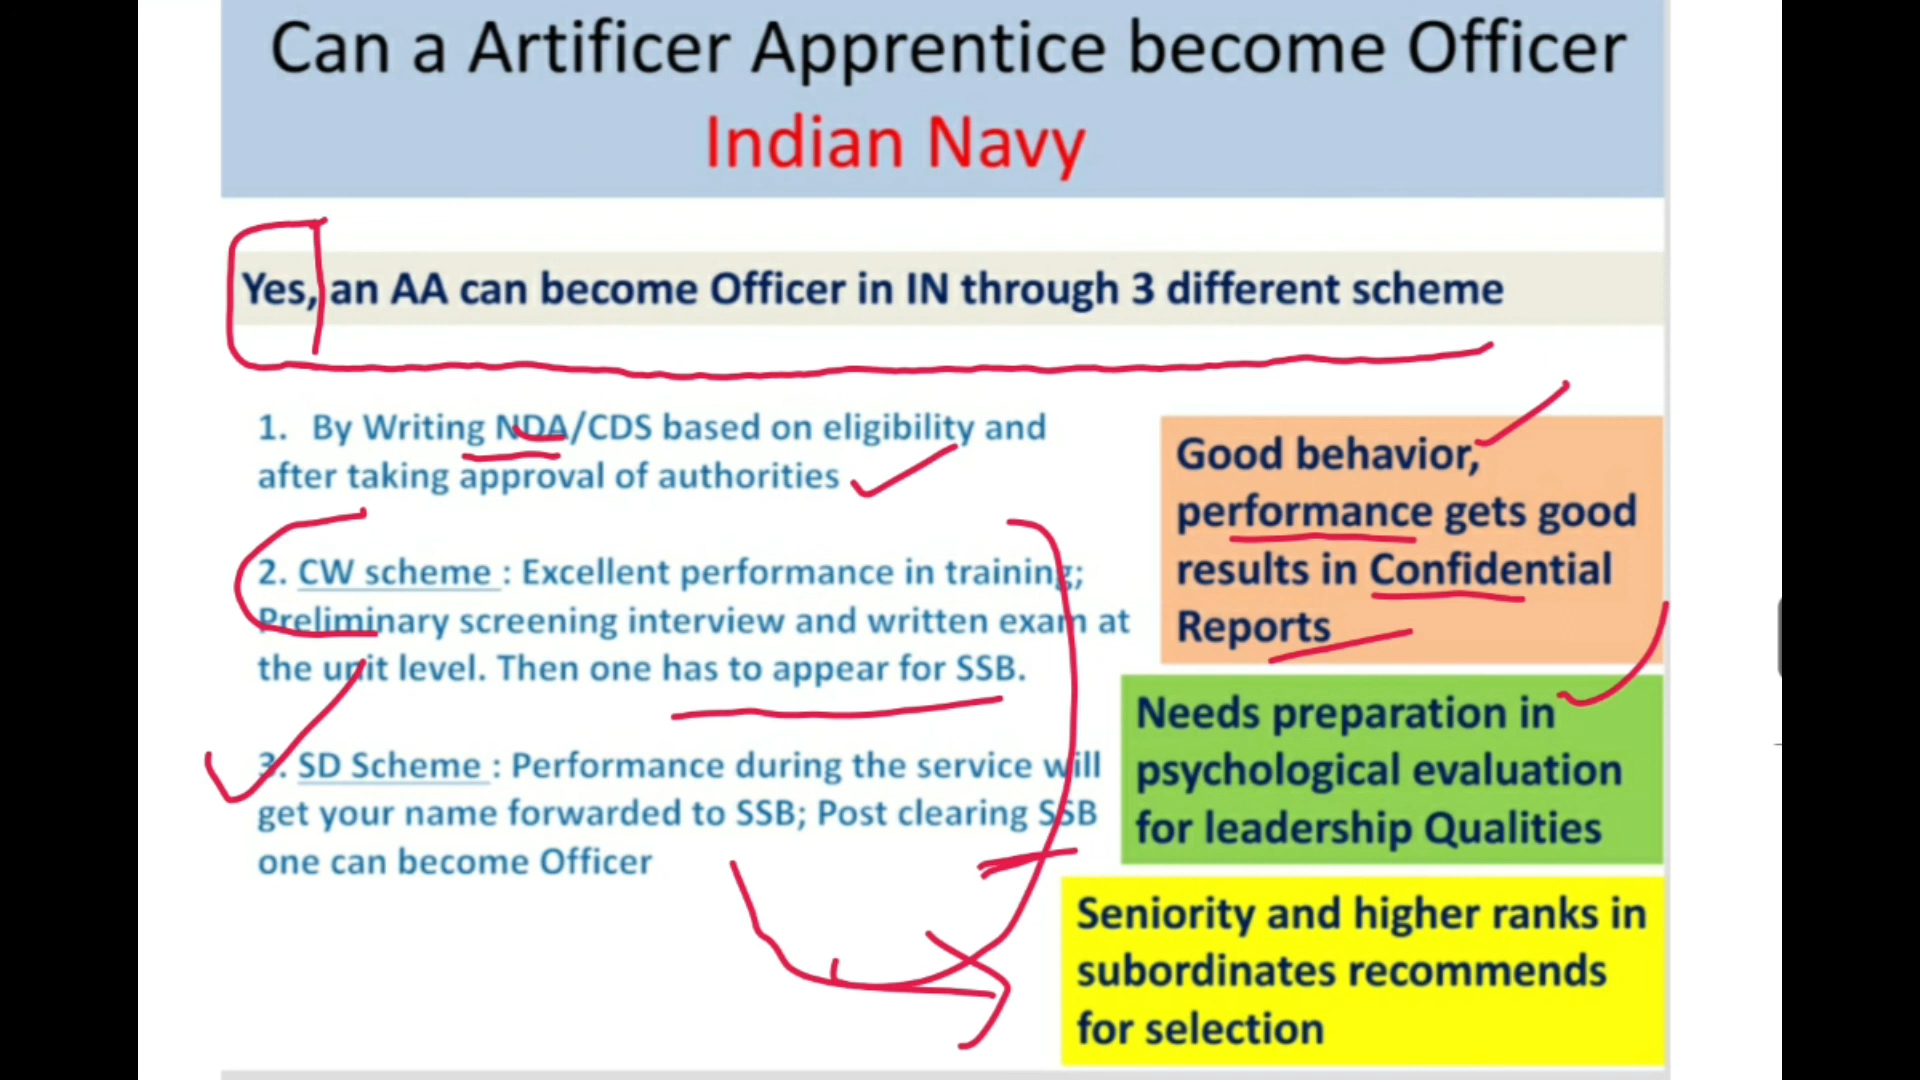 Can a Artificer Apprentice become Officer
Indian Navy
Yes, an AA can become Officer in IN through 3 different scheme
1. By Writing NDA/CDS based on eligibility and
after taking approval of authorities
2. CW scheme : Excellent performance in training;
Preliminary screening interview and written exam at
the unit level. Then one has to appear for SSB.
3. SD Scheme : Performance during the service will
get your name forwarded to SSB; Post clearing SSB
one can become Officer
Good behavior,
performance gets good
results in Confidential
Reports
Needs preparation in
psychological evaluation
for leadership Qualities
Seniority and higher ranks in
subordinates recommends
for selection